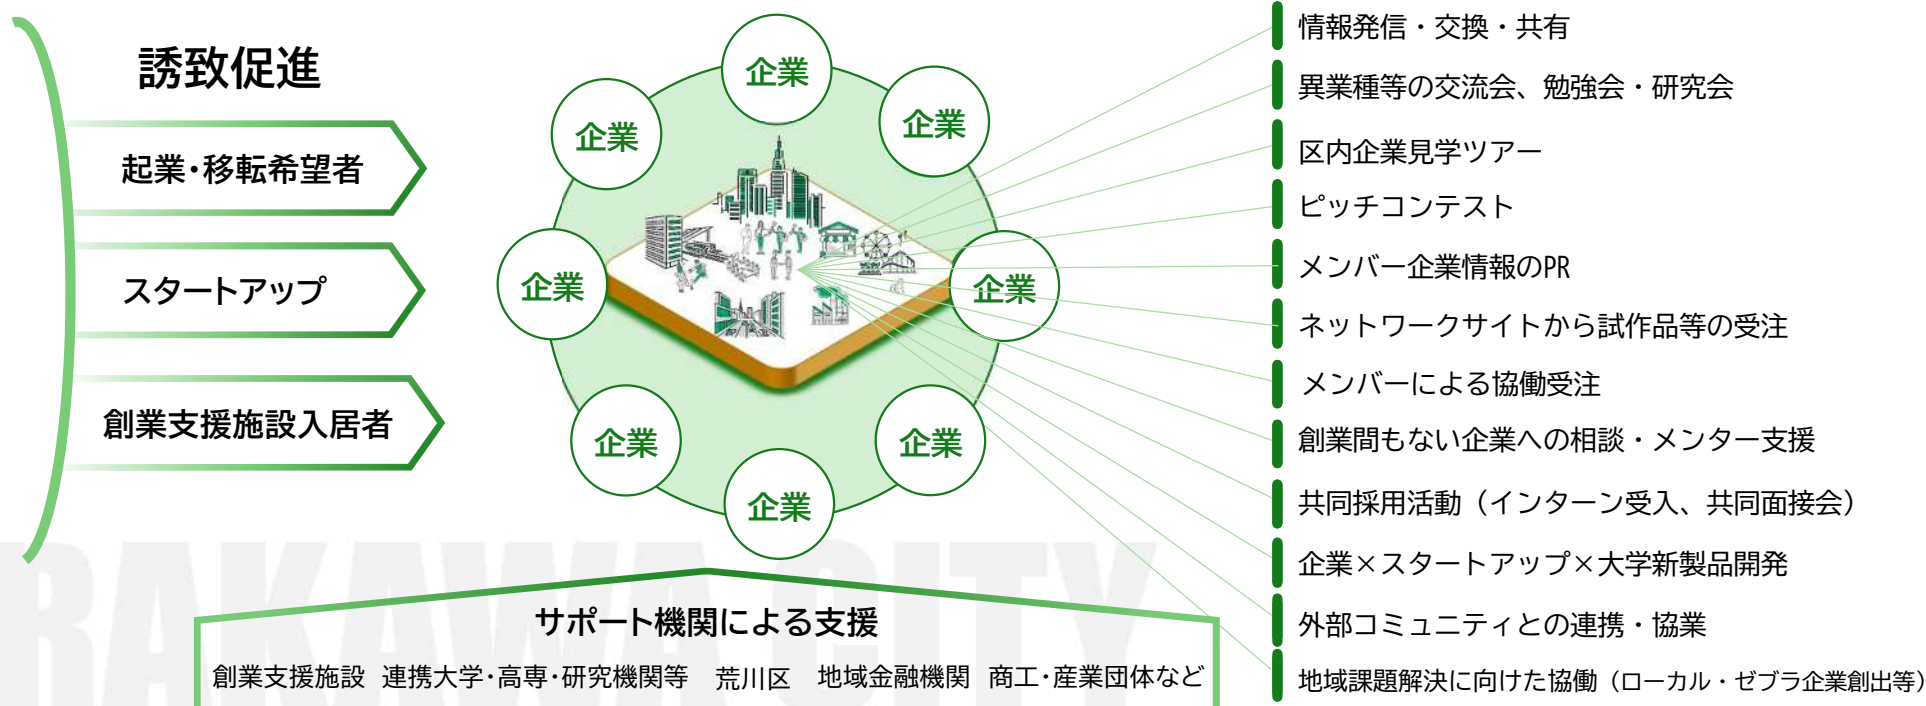 誘致促進
起業・移転希望者
スタートアップ
創業支援施設入居者
企業
企業
企業
企業
企業
企業
企業
企業
情報発信・交換・共有
異業種等の交流会、勉強会・研究会
区内企業見学ツアー
ピッチコンテスト
メンバー企業情報のPR
ネットワークサイトから試作品等の受注
メンバーによる協働受注
創業間もない企業への相談・メンター支援
共同採用活動（インターン受入、共同面接会）
企業×スタートアップ×大学新製品開発
外部コミュニティとの連携・協業
地域課題解決に向けた協働（ローカル・ゼブラ企業創出等）
サポート機関による支援
創業支援施設 連携大学・高専・研究機関等 荒川区 地域金融機関 商工・産業団体など
RAKAWA CITY